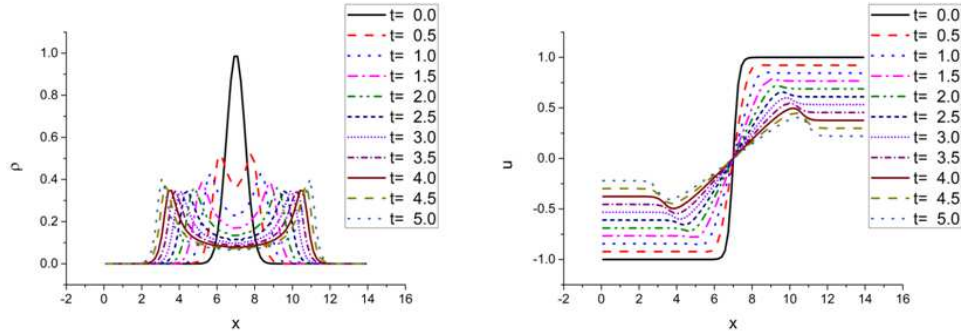 t= 0.0
t= 0.5
t= 1.0
t= 1.5
t= 2.0
t= 2.5
t= 3.0
t= 3.5
t= 4.0
t= 4.5
t= 5.0
1.0
0.8
0.6
0.4
0.2
0.0
ρ
-2 0 2 4 6 8 10 12 14 16
x
t= 0.0
t= 0.5
t= 1.0
t= 1.5
t= 2.0
t= 2.5
t= 3.0
t= 3.5
t= 4.0
t= 4.5
t= 5.0
1.0
0.5
0.0
-0.5
-1.0
u
-2 0 2 4 6 8 10 12 14 16
x